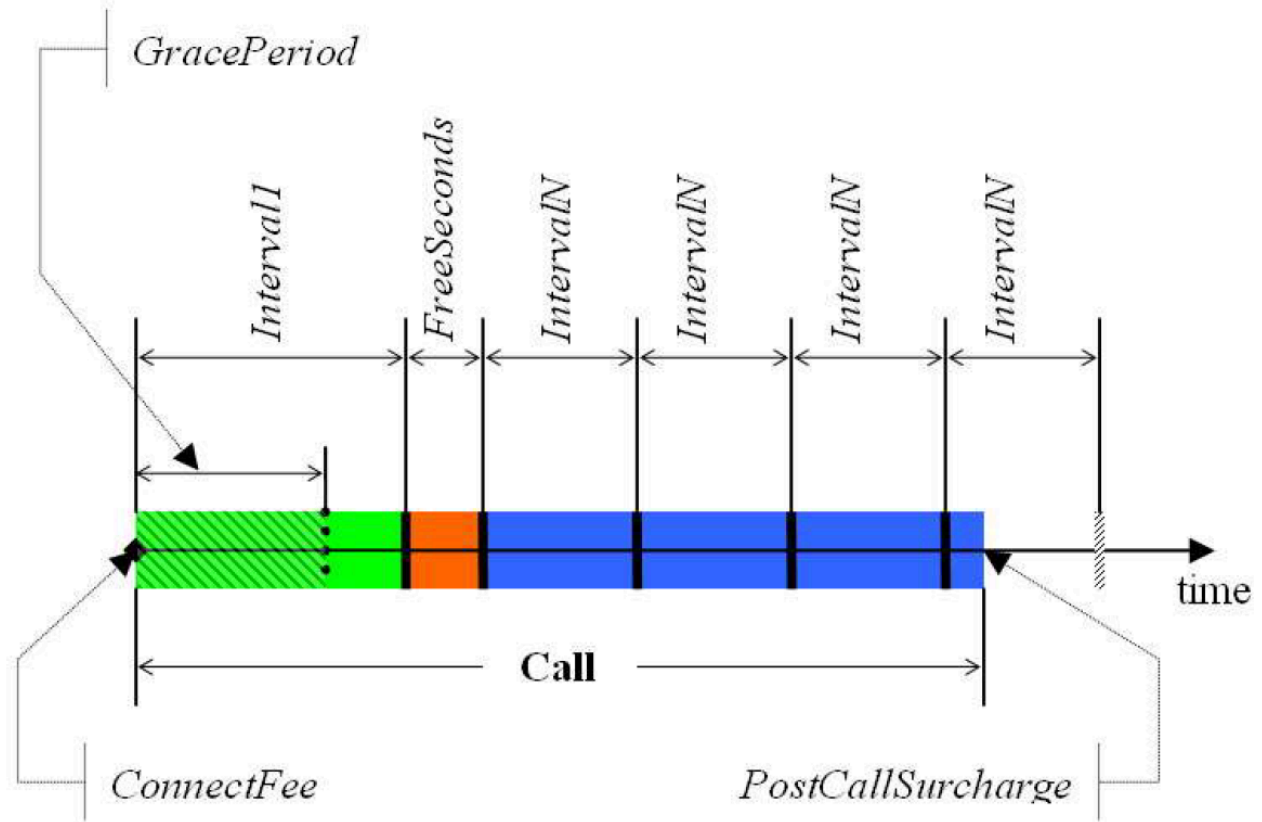 GracePeriod
Interval1
FreeSeconds
IntervalN
IntervalN
IntervalN
IntervalN
time
Call
ConnectFee
PostCallSurcharge